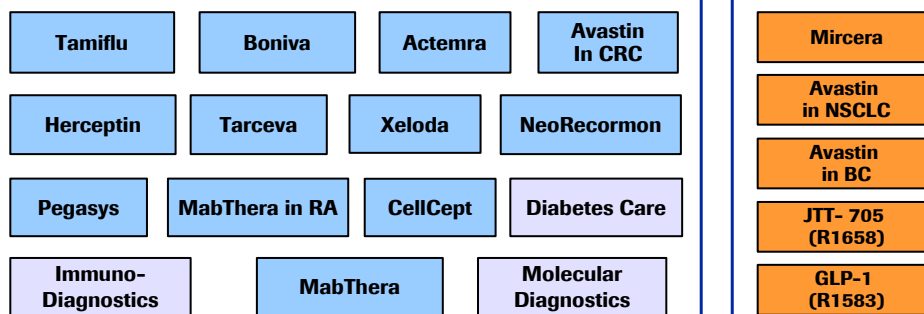 Tamiflu
Boniva
Actemra
Avastin
In CRC
Herceptin
Tarceva
Xeloda
NeoRecormon
Pegasys
MabThera in RA
CellCept
Diabetes Care
Immuno-
Diagnostics
MabThera
Molecular
Diagnostics
Mircera
Avastin
in NSCLC
Avastin
in BC
JTT- 705
(R1658)
GLP-1
(R1583)